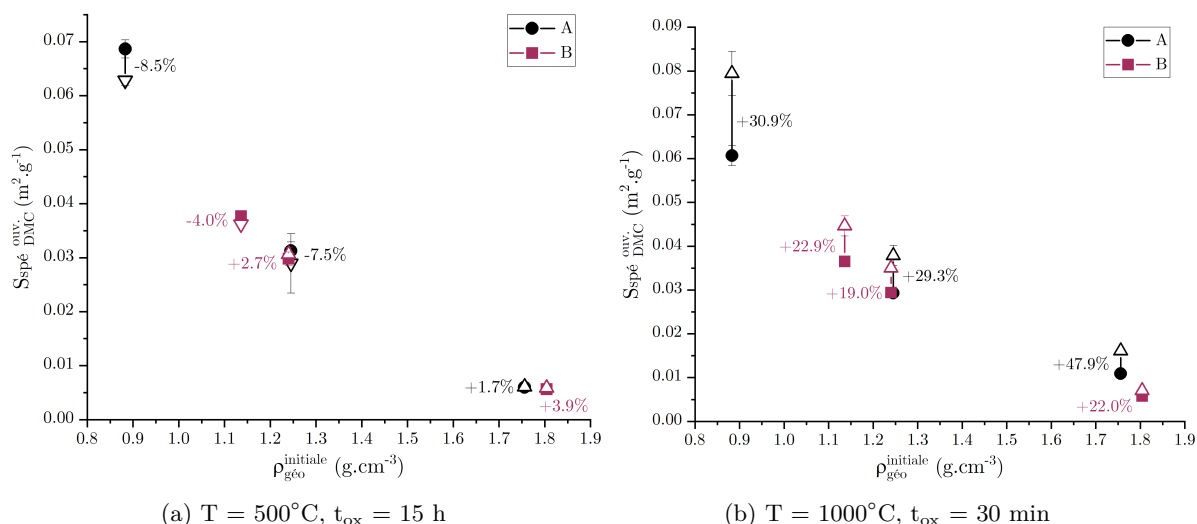 A
B
0.07
0.06
0.05
0.04
0.03
0.02
0.01
0.00
Sspé ouv. DMC (m².g⁻¹)
-8.5%
-4.0%
+2.7%
-7.5%
+1.7%
+3.9%
0.8 0.9 1.0 1.1 1.2 1.3 1.4 1.5 1.6 1.7 1.8 1.9
ρ initiale géo (g.cm⁻³)
(a) T = 500°C, tox = 15 h
A
B
0.09
0.08
0.07
0.06
0.05
0.04
0.03
0.02
0.01
0.00
Sspé ouv. DMC (m².g⁻¹)
+30.9%
+22.9%
+29.3%
+19.0%
+47.9%
+22.0%
0.8 0.9 1.0 1.1 1.2 1.3 1.4 1.5 1.6 1.7 1.8 1.9
ρ initiale géo (g.cm⁻³)
(b) T = 1000°C, tox = 30 min